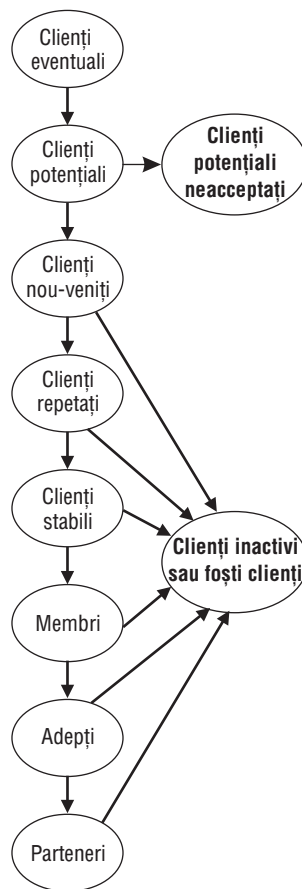 Clienți
eventuali
Clienți
potențiali
Clienți
potențiali
neacceptați
Clienți
nou-veniți
Clienți
repetați
Clienți
stabili
Clienți inactivi
sau foști clienți
Membri
Adepți
Parteneri